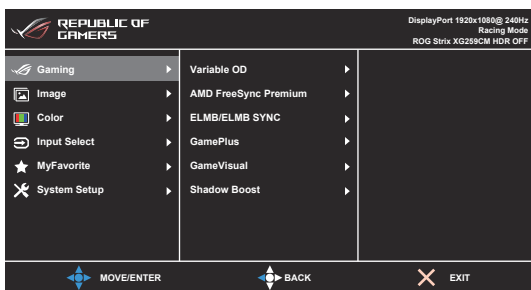 REPUBLIC OF
GAMERS
DisplayPort 1920x1080@ 240Hz
Racing Mode
ROG Strix XG259CM HDR OFF
Gaming
Image
Color
Input Select
MyFavorite
System Setup
Variable OD
AMD FreeSync Premium
ELMB/ELMB SYNC
GamePlus
GameVisual
Shadow Boost
MOVE/ENTER
BACK
EXIT